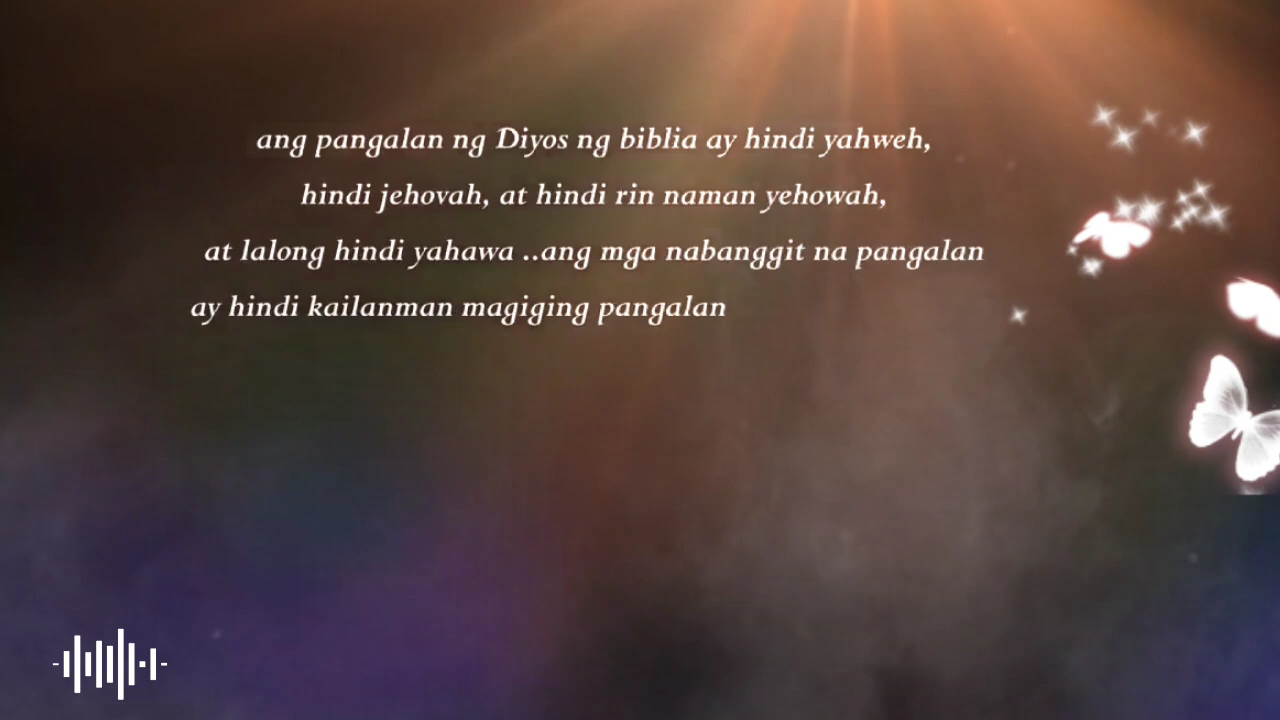 ang pangalan ng Diyos ng biblia ay hindi yahweh,
hindi jehovah, at hindi rin naman yehowah,
at lalong hindi yahawa ..ang mga nabanggit na pangalan
ay hindi kailanman magiging pangalan